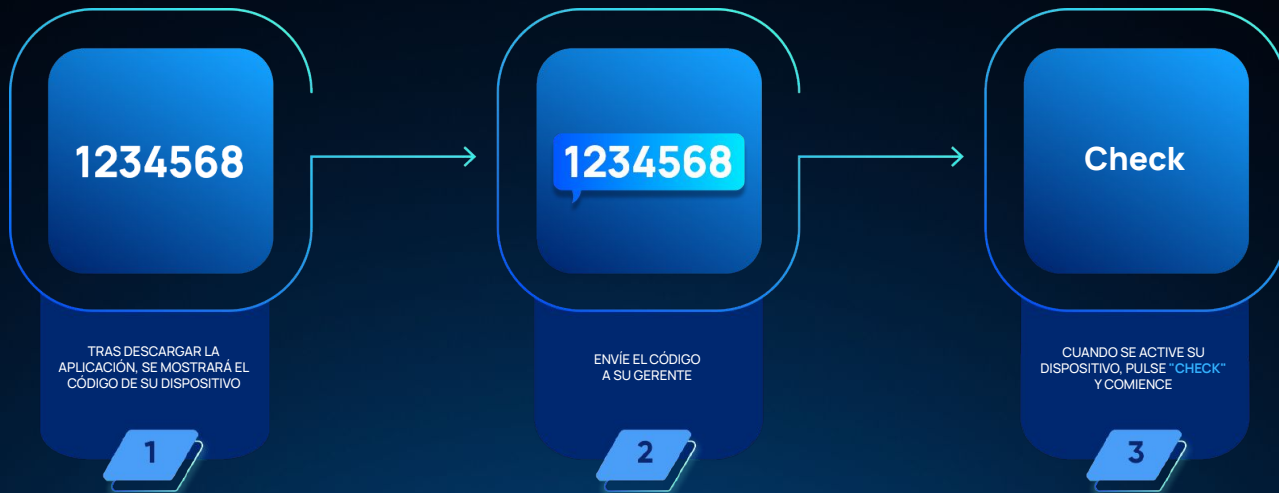 1234568
1234568
Check
TRAS DESCARGAR LA
APLICACIÓN, SE MOSTRARÁ EL
CÓDIGO DE SU DISPOSITIVO
ENVÍE EL CÓDIGO
A SU GERENTE
CUANDO SE ACTIVE SU
DISPOSITIVO, PULSE "CHECK"
Y COMIENCE
1
2
3